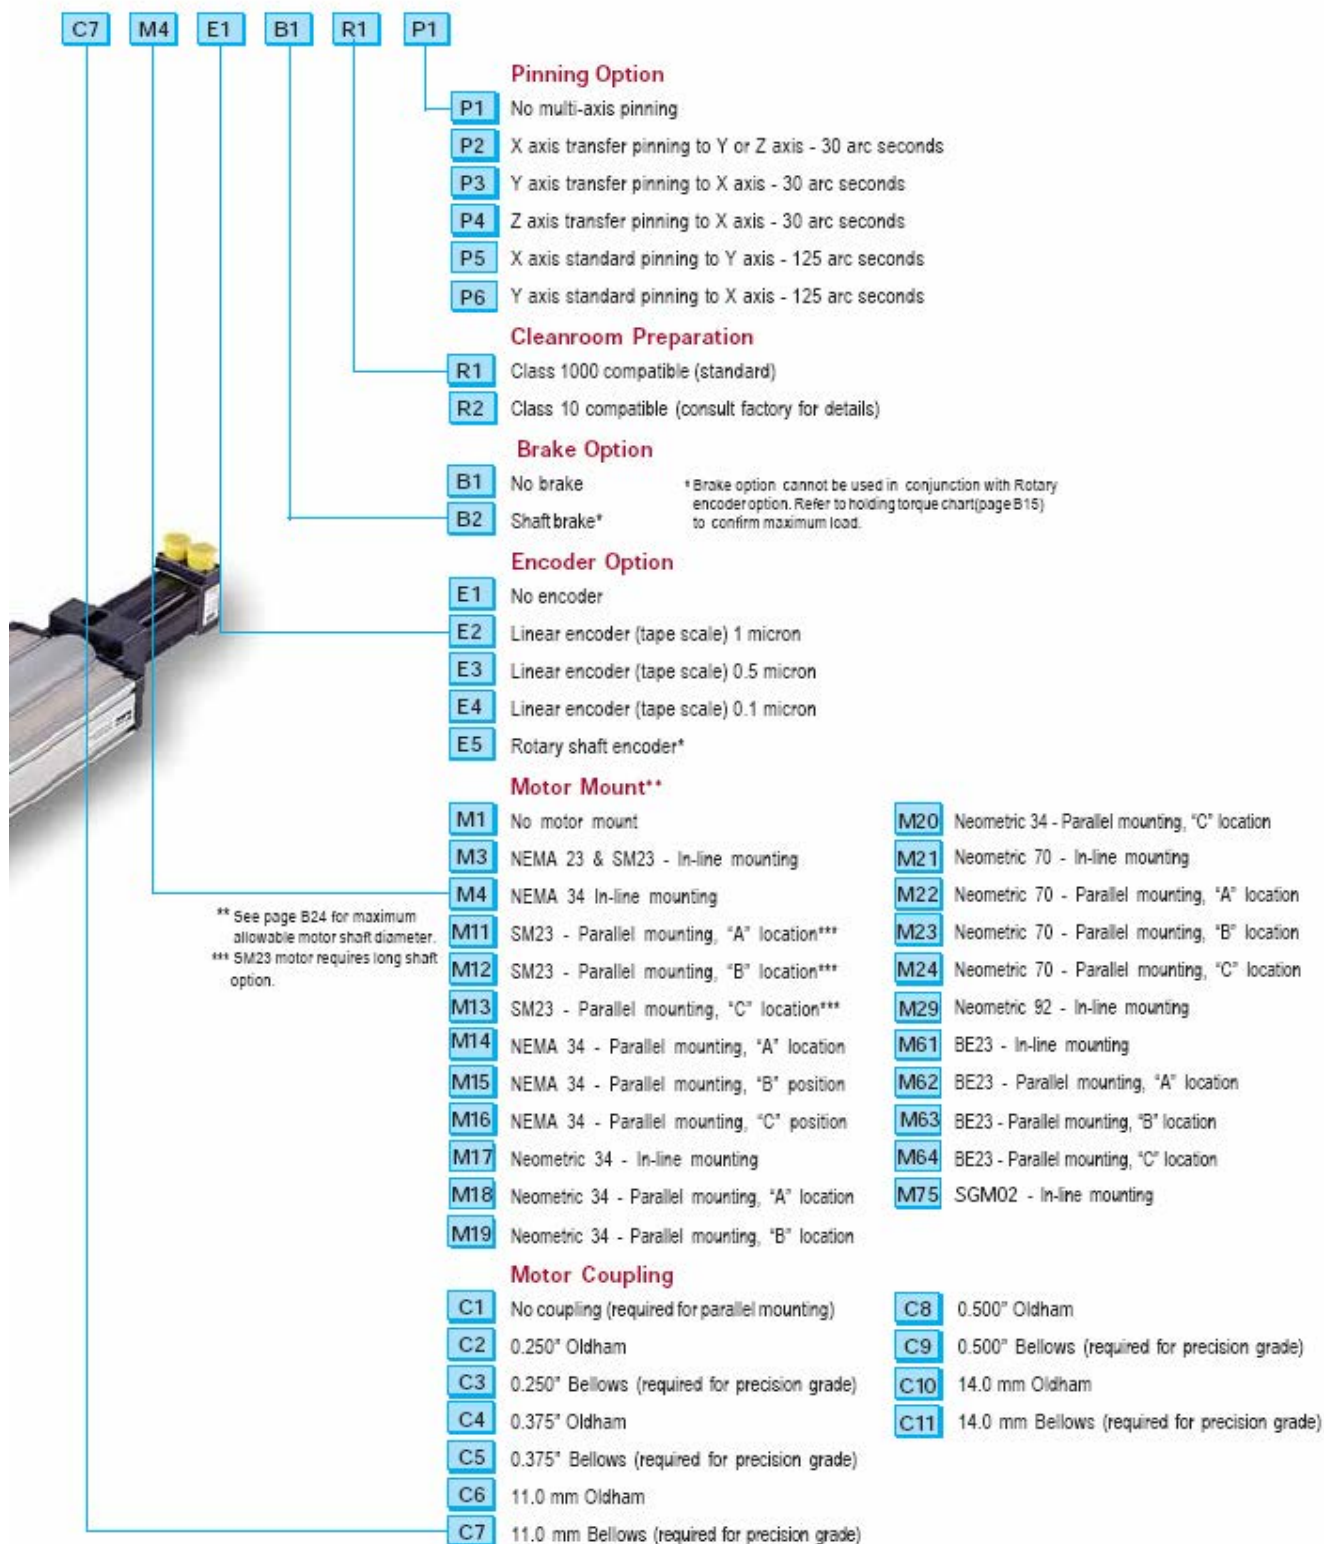 C7 M4 E1 B1 R1 P1
Pinning Option
P1 No multi-axis pinning
P2 X axis transfer pinning to Y or Z axis - 30 arc seconds
P3 Y axis transfer pinning to X axis - 30 arc seconds
P4 Z axis transfer pinning to X axis - 30 arc seconds
P5 X axis standard pinning to Y axis - 125 arc seconds
P6 Y axis standard pinning to X axis - 125 arc seconds
Cleanroom Preparation
R1 Class 1000 compatible (standard)
R2 Class 10 compatible (consult factory for details)
Brake Option
B1 No brake
B2 Shaft brake*
* Brake option cannot be used in conjunction with Rotary
encoder option. Refer to holding torque chart(page B15)
to confirm maximum load.
Encoder Option
E1 No encoder
E2 Linear encoder (tape scale) 1 micron
E3 Linear encoder (tape scale) 0.5 micron
E4 Linear encoder (tape scale) 0.1 micron
E5 Rotary shaft encoder*
Motor Mount**
M1 No motor mount
M3 NEMA 23 & SM23 - In-line mounting
M4 NEMA 34 In-line mounting
M11 SM23 - Parallel mounting, "A" location***
M12 SM23 - Parallel mounting, "B" location***
M13 SM23 - Parallel mounting, "C" location***
M14 NEMA 34 - Parallel mounting, "A" location
M15 NEMA 34 - Parallel mounting, "B" position
M16 NEMA 34 - Parallel mounting, "C" position
M17 Neometric 34 - In-line mounting
M18 Neometric 34 - Parallel mounting, "A" location
M19 Neometric 34 - Parallel mounting, "B" location
M20 Neometric 34 - Parallel mounting, "C" location
M21 Neometric 70 - In-line mounting
M22 Neometric 70 - Parallel mounting, "A" location
M23 Neometric 70 - Parallel mounting, "B" location
M24 Neometric 70 - Parallel mounting, "C" location
M29 Neometric 92 - In-line mounting
M61 BE23 - In-line mounting
M62 BE23 - Parallel mounting, "A" location
M63 BE23 - Parallel mounting, "B" location
M64 BE23 - Parallel mounting, "C" location
M75 SGM02 - In-line mounting
** See page B24 for maximum
allowable motor shaft diameter.
*** SM23 motor requires long shaft
option.
Motor Coupling
C1 No coupling (required for parallel mounting)
C2 0.250" Oldham
C3 0.250" Bellows (required for precision grade)
C4 0.375" Oldham
C5 0.375" Bellows (required for precision grade)
C6 11.0 mm Oldham
C7 11.0 mm Bellows (required for precision grade)
C8 0.500" Oldham
C9 0.500" Bellows (required for precision grade)
C10 14.0 mm Oldham
C11 14.0 mm Bellows (required for precision grade)